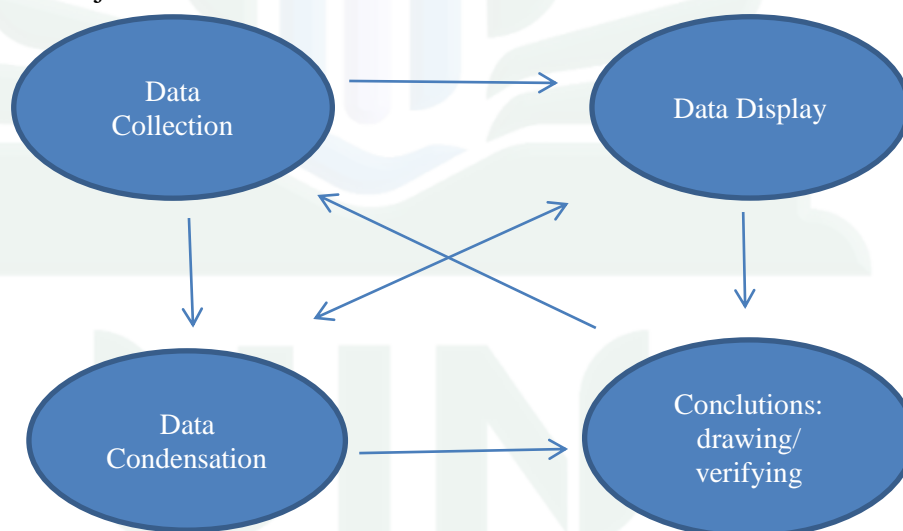 Data
Collection
Data Display
Data
Condensation
Conclutions:
drawing/
verifying